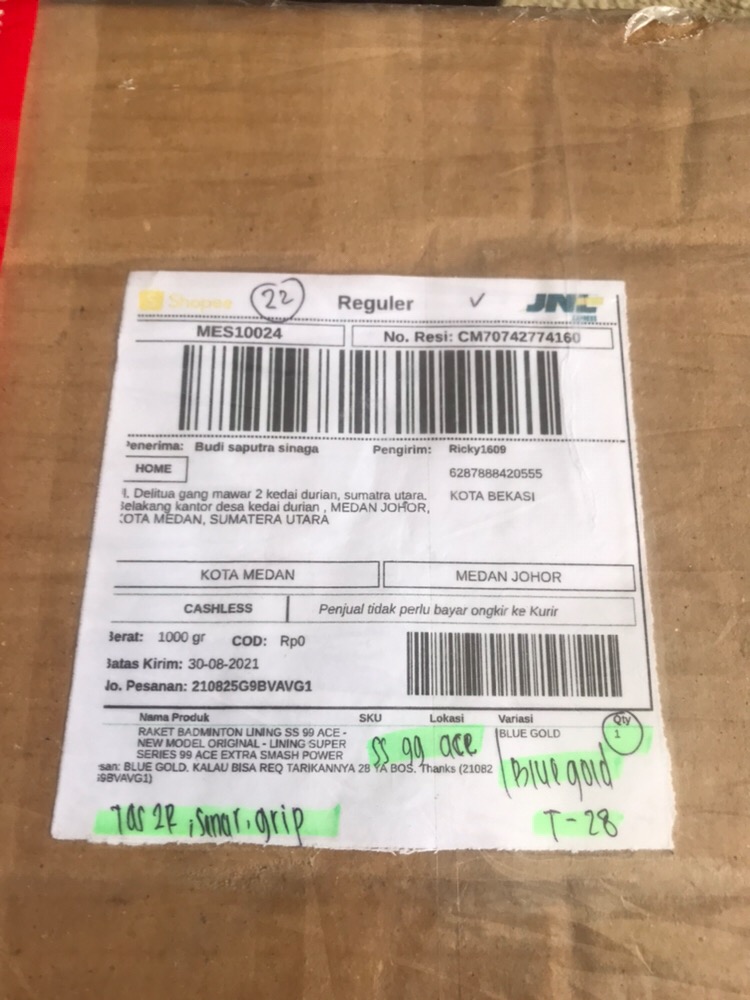 Shopee 22 Reguler ✓ JNE
EXPRESS
MES10024 No. Resi: CM70742774160
Penerima: Budi saputra sinaga Pengirim: Ricky1609
HOME 6287888420555
l. Delitua gang mawar 2 kedai durian, sumatra utara. KOTA BEKASI
Belakang kantor desa kedai durian , MEDAN JOHOR,
KOTA MEDAN, SUMATERA UTARA
KOTA MEDAN MEDAN JOHOR
CASHLESS Penjual tidak perlu bayar ongkir ke Kurir
Berat: 1000 gr COD: Rp0
Batas Kirim: 30-08-2021
No. Pesanan: 210825G9BVAVG1
Nama Produk SKU Lokasi Variasi Qty
RAKET BADMINTON LINING SS 99 ACE - BLUE GOLD 1
NEW MODEL ORIGINAL - LINING SUPER
SERIES 99 ACE EXTRA SMASH POWER
SS 99 ace
san: BLUE GOLD. KALAU BISA REQ TARIKANNYA 28 YA BOS. Thanks (21082
G9BVAVG1)
Blue gold
Tas 2R, senar, grip T-28